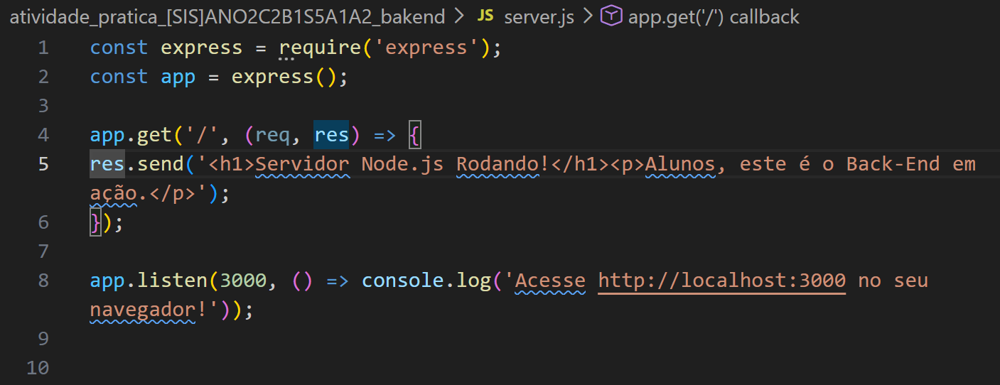 atividade_pratica_[SIS]ANO2C2B1S5A1A2_bakend > JS server.js > app.get('/') callback
1 const express = require('express');
2 const app = express();
3
4 app.get('/', (req, res) => {
5 res.send('<h1>Servidor Node.js Rodando!</h1><p>Alunos, este é o Back-End em
ação.</p>');
6 });
7
8 app.listen(3000, () => console.log('Acesse http://localhost:3000 no seu
navegador!'));
9
10